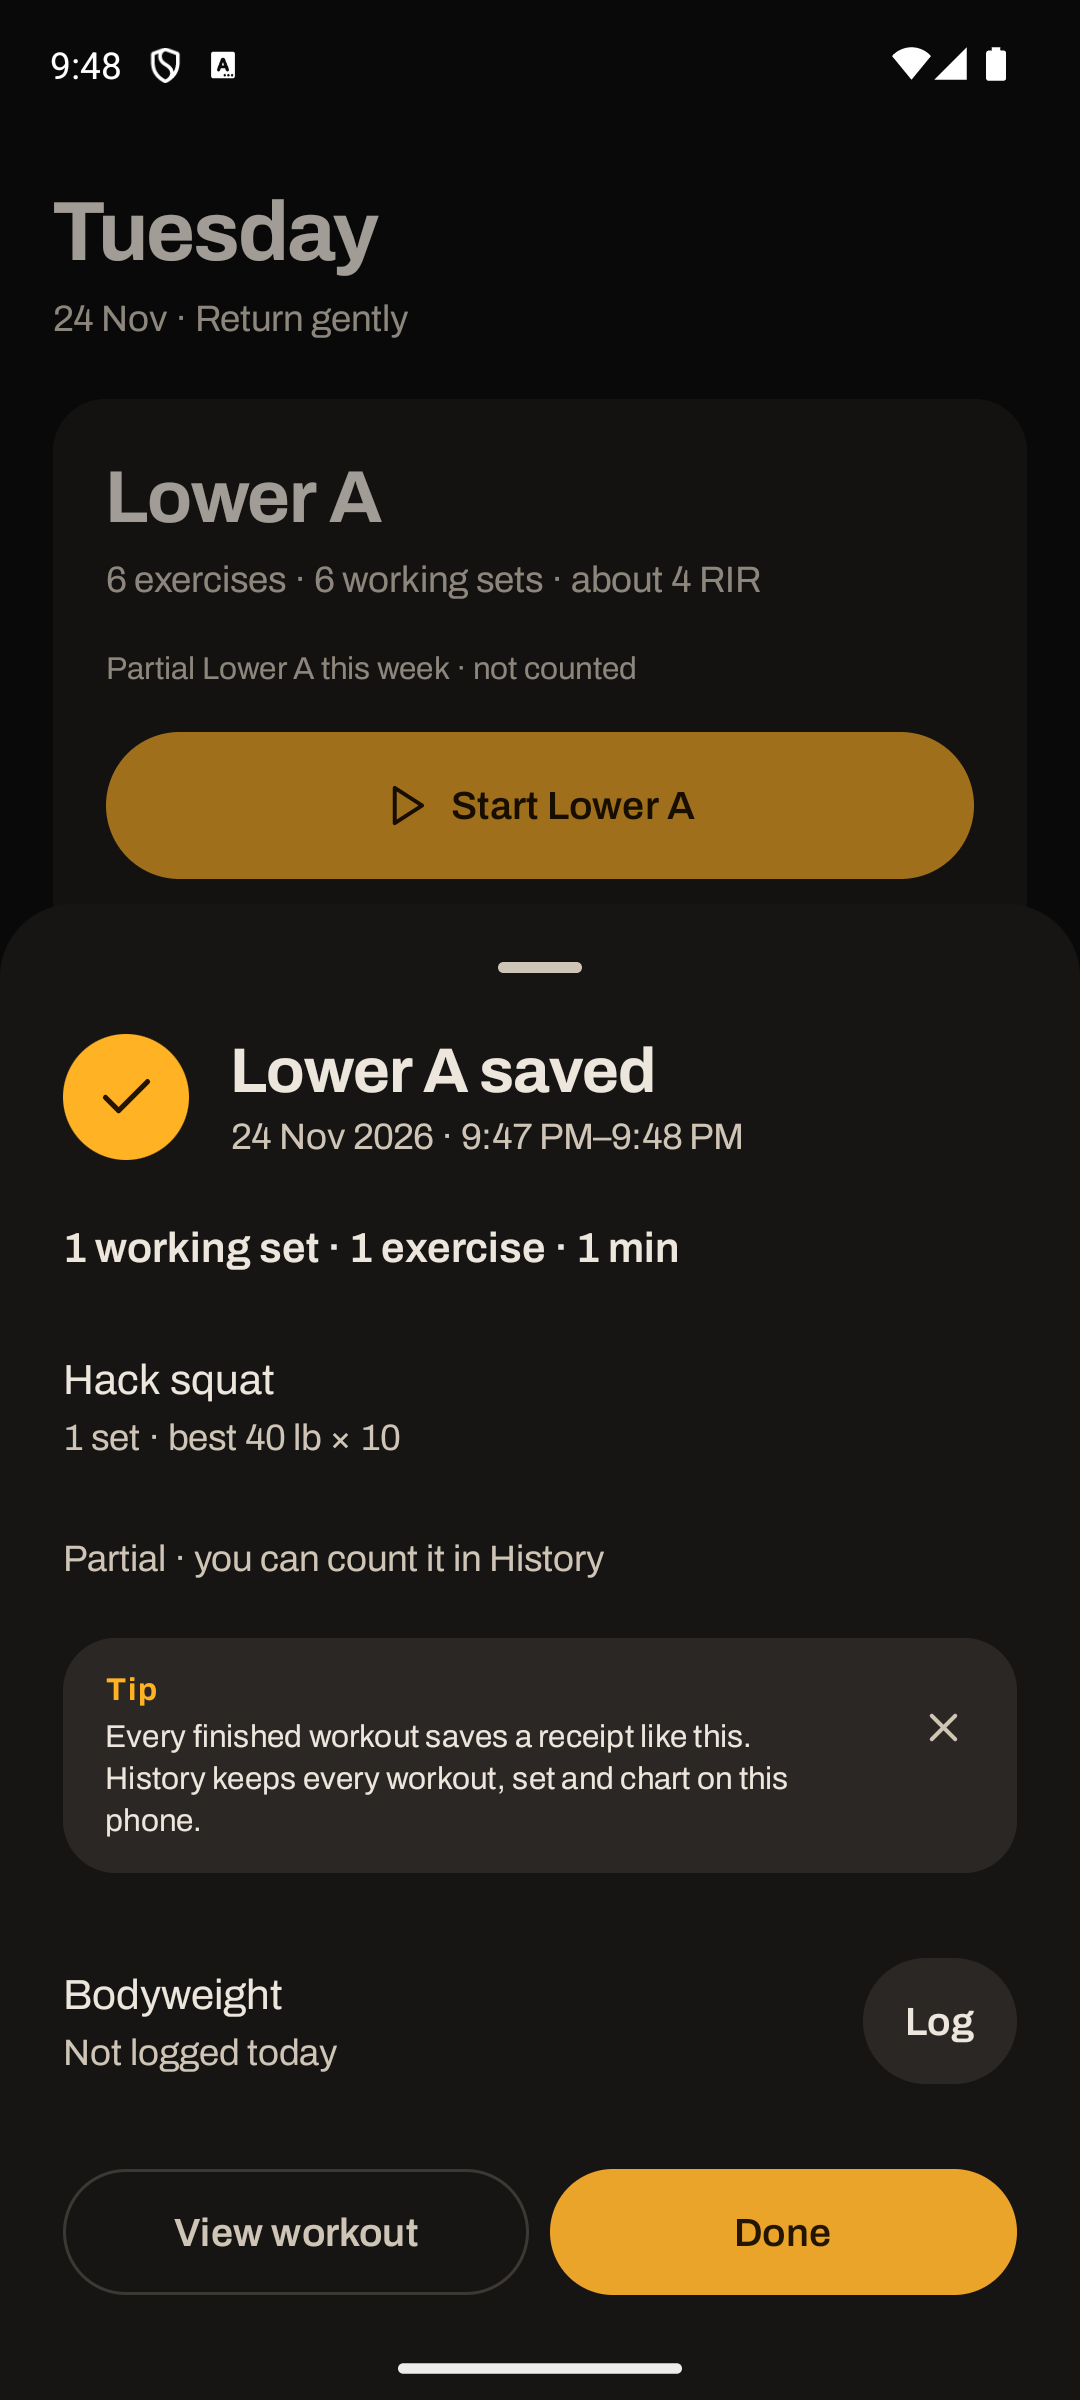 9:48
Tuesday
24 Nov · Return gently
Lower A
6 exercises · 6 working sets · about 4 RIR
Partial Lower A this week · not counted
Start Lower A
Lower A saved
24 Nov 2026 · 9:47 PM–9:48 PM
1 working set · 1 exercise · 1 min
Hack squat
1 set · best 40 lb × 10
Partial · you can count it in History
Tip
Every finished workout saves a receipt like this.
History keeps every workout, set and chart on this
phone.
Bodyweight
Not logged today
Log
View workout
Done